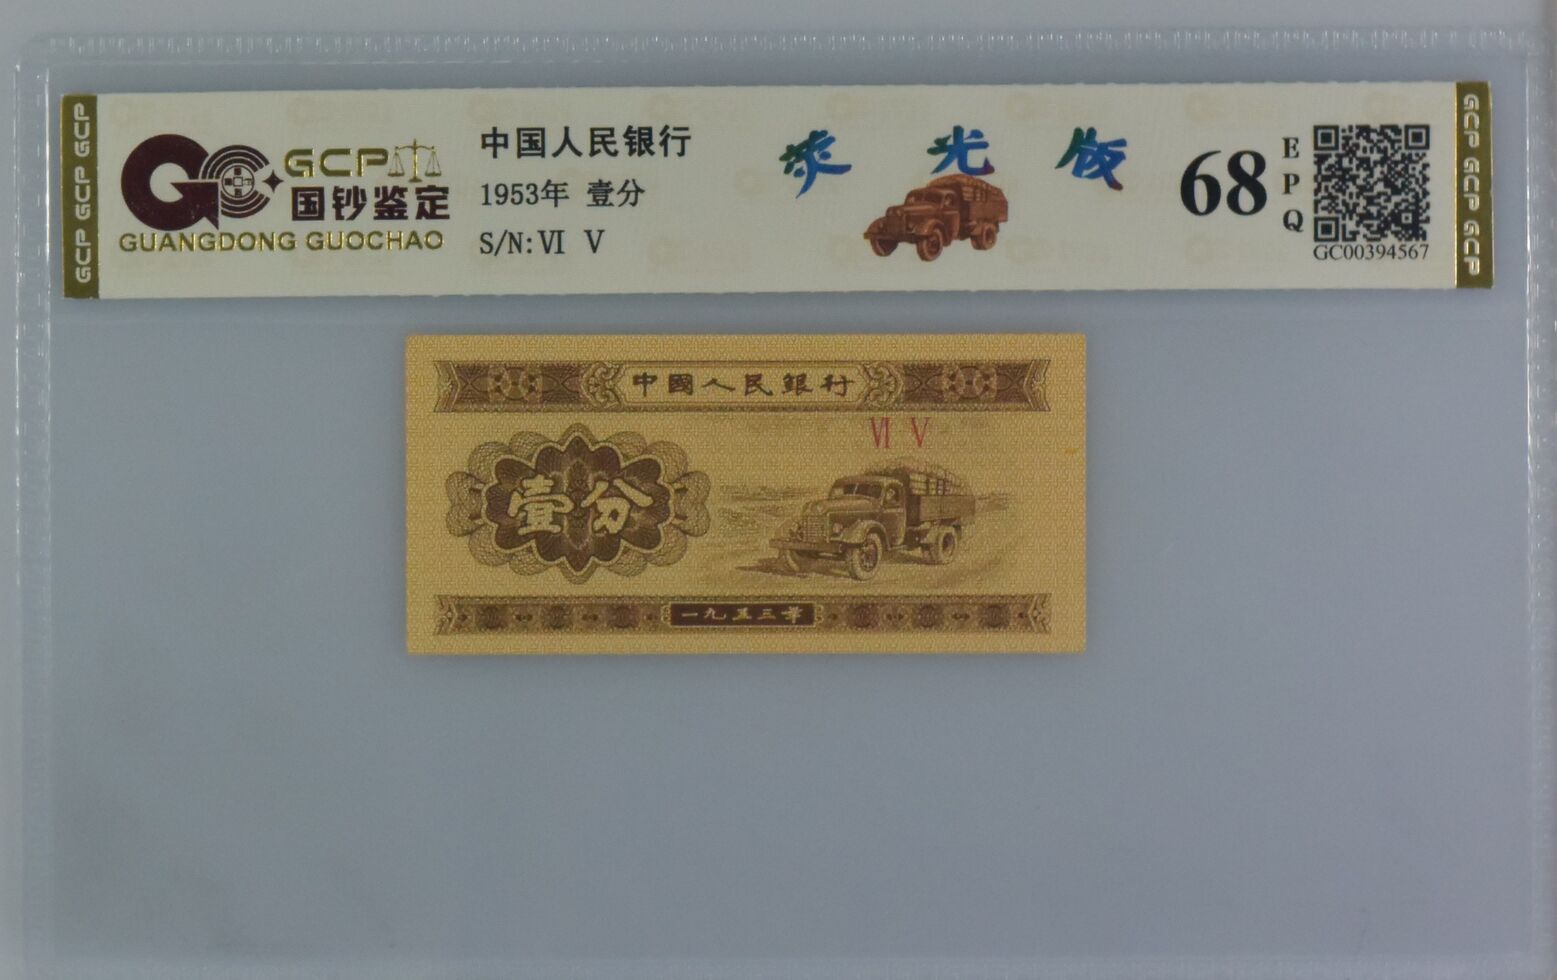 GCP GCP GCP
GCP
国钞鉴定
GUANGDONG GUOCHAO
中国人民银行
1953年 壹分
S/N:Ⅵ Ⅴ
荧光版
68
EPQ
GC00394567
GCP GCP GCP
中國人民銀行
Ⅵ Ⅴ
壹分
一九五三年